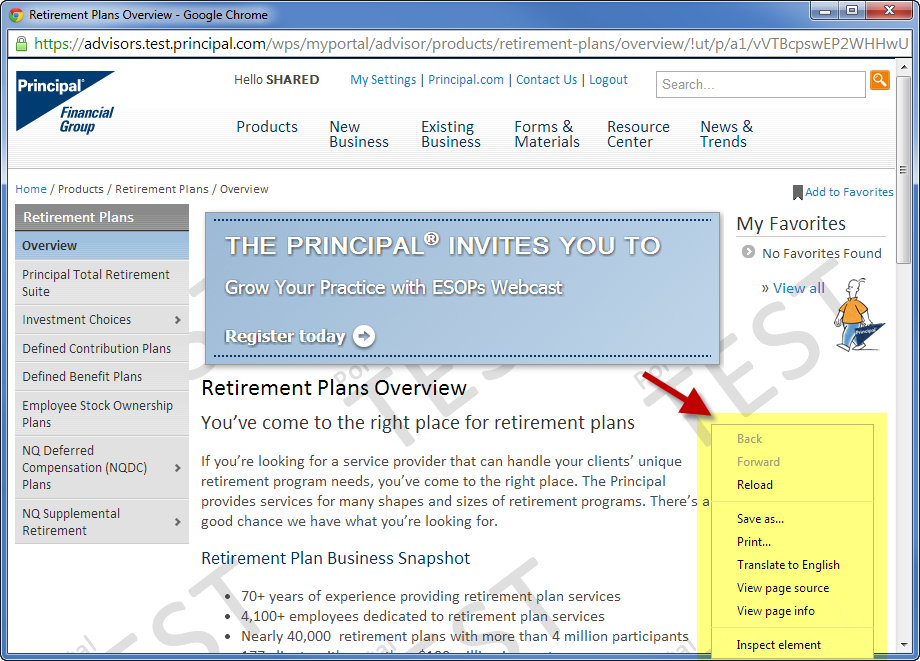 Retirement Plans Overview - Google Chrome
https://advisors.test.principal.com/wps/myportal/advisor/products/retirement-plans/overview/!ut/p/a1/vVTBcpswEP2WHHwU
Principal®
Financial
Group
Hello SHARED
My Settings | Principal.com | Contact Us | Logout
Search...
Products
New
Business
Existing
Business
Forms &
Materials
Resource
Center
News &
Trends
Home / Products / Retirement Plans / Overview
Add to Favorites
Retirement Plans
Overview
Principal Total Retirement
Suite
Investment Choices
Defined Contribution Plans
Defined Benefit Plans
Employee Stock Ownership
Plans
NQ Deferred
Compensation (NQDC)
Plans
NQ Supplemental
Retirement
THE PRINCIPAL® INVITES YOU TO
Grow Your Practice with ESOPs Webcast
Register today
My Favorites
No Favorites Found
» View all
Principal
Retirement Plans Overview
You've come to the right place for retirement plans
If you're looking for a service provider that can handle your clients' unique
retirement program needs, you've come to the right place. The Principal
provides services for many shapes and sizes of retirement programs. There's a
good chance we have what you're looking for.
Retirement Plan Business Snapshot
• 70+ years of experience providing retirement plan services
• 4,100+ employees dedicated to retirement plan services
• Nearly 40,000 retirement plans with more than 4 million participants
Back
Forward
Reload
Save as...
Print...
Translate to English
View page source
View page info
Inspect element
TEST
TEST
TEST
TEST